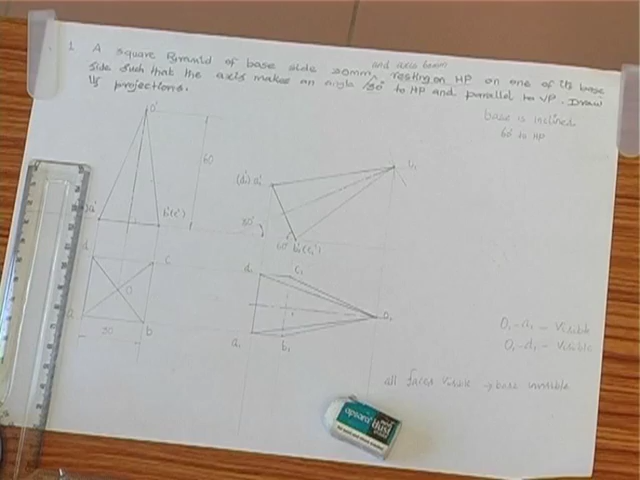 1 A square Pyramid of base side 30mm and axis 60mm resting on HP on one of its base
side such that the axis makes an angle 30° to HP and parallel to VP. Draw
its projections.
base is inclined
60° to HP
o'
60
(d1') a1'
o1
a'
b'(c')
30°
60°
b1'(c1')
d
c
d1
c1
O
o1
a
b
a1
b1
30
O1-a1 - visible
O1-d1 - visible
all faces visible → base invisible